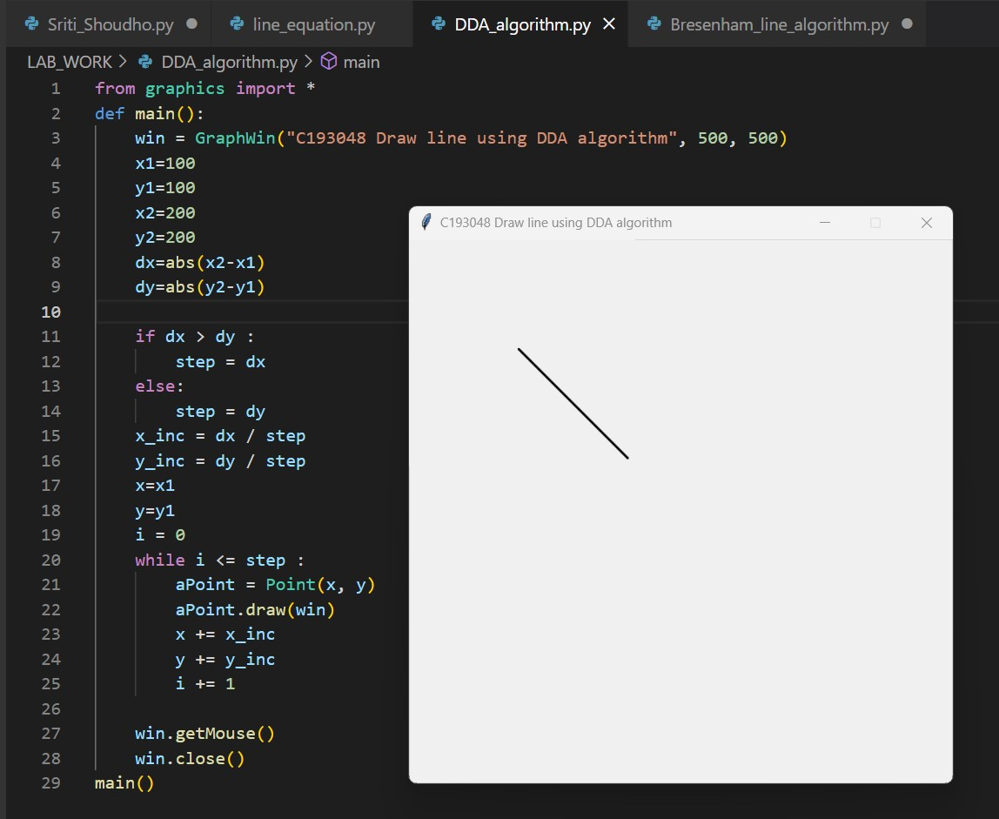 Sriti_Shoudho.py line_equation.py DDA_algorithm.py Bresenham_line_algorithm.py
LAB_WORK > DDA_algorithm.py > main
1 from graphics import *
2 def main():
3     win = GraphWin("C193048 Draw line using DDA algorithm", 500, 500)
4     x1=100
5     y1=100
6     x2=200
7     y2=200
8     dx=abs(x2-x1)
9     dy=abs(y2-y1)
10
11     if dx > dy :
12         step = dx
13     else:
14         step = dy
15     x_inc = dx / step
16     y_inc = dy / step
17     x=x1
18     y=y1
19     i = 0
20     while i <= step :
21         aPoint = Point(x, y)
22         aPoint.draw(win)
23         x += x_inc
24         y += y_inc
25         i += 1
26
27     win.getMouse()
28     win.close()
29 main()
C193048 Draw line using DDA algorithm